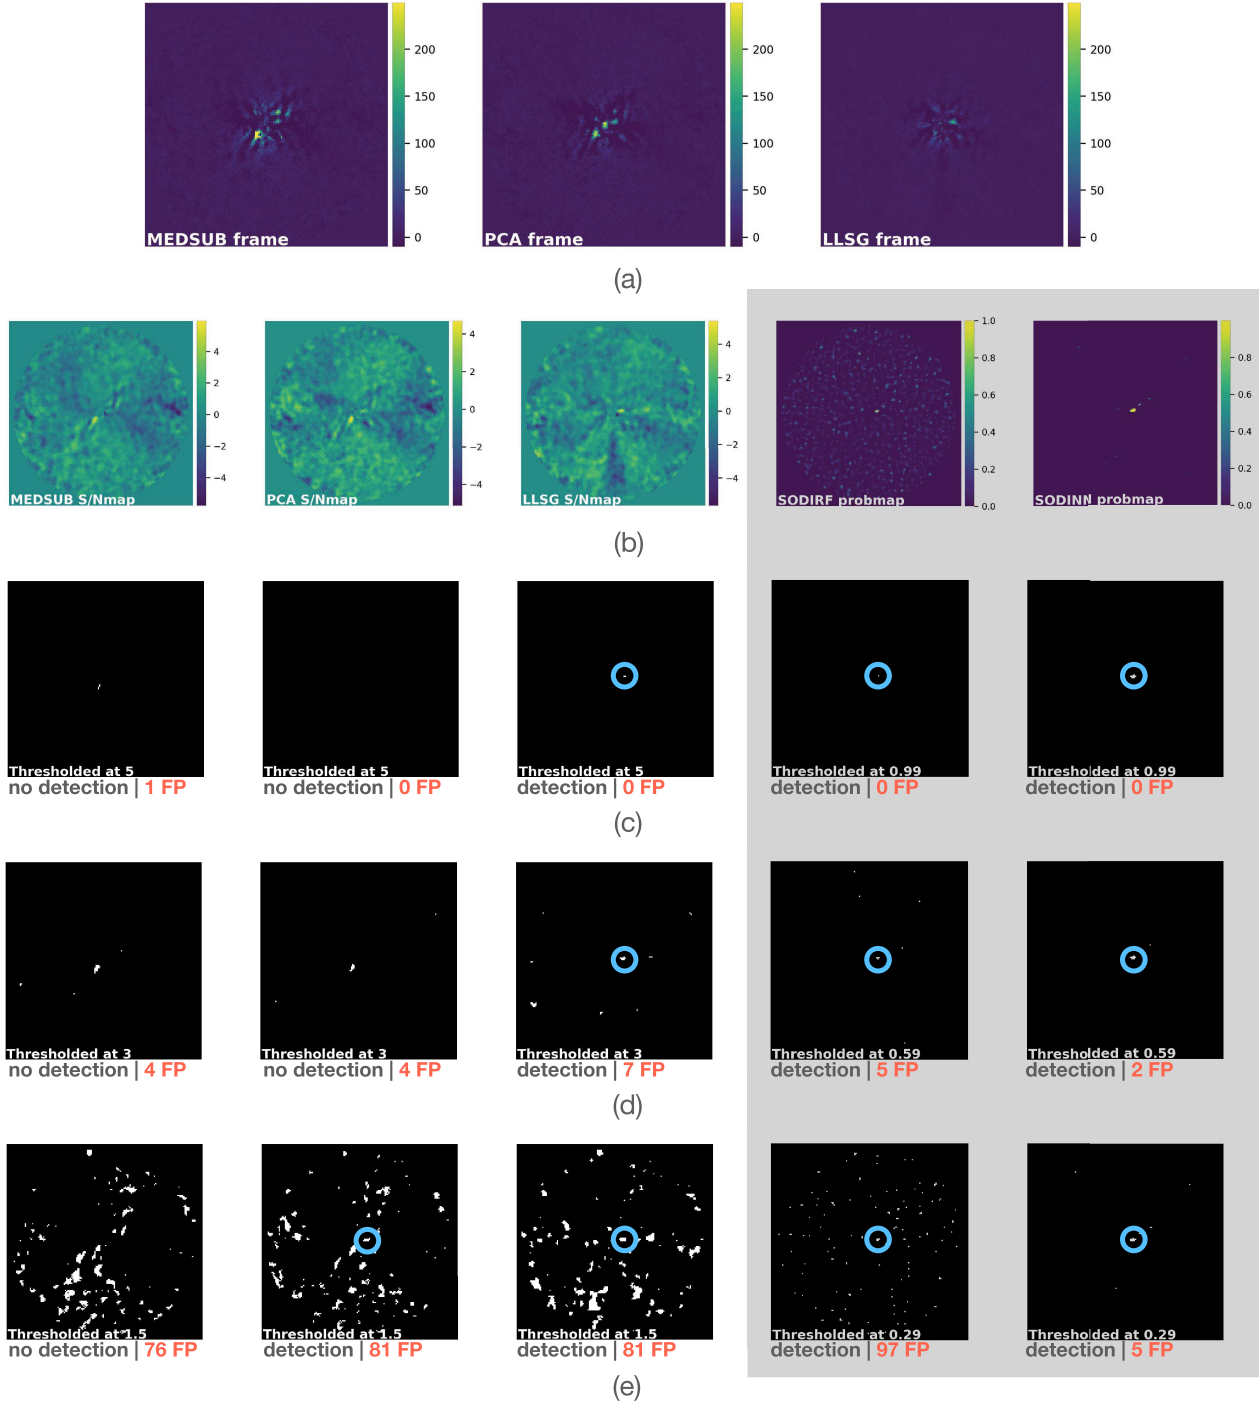 200
150
100
50
0
MEDSUB frame
200
150
100
50
0
PCA frame
200
150
100
50
0
LLSG frame
(a)
4
2
0
−2
−4
MEDSUB S/Nmap
4
2
0
−2
−4
PCA S/Nmap
4
2
0
−2
−4
LLSG S/Nmap
1.0
0.8
0.6
0.4
0.2
0.0
SODIRF probmap
0.8
0.6
0.4
0.2
0.0
SODINN probmap
(b)
Thresholded at 5
no detection | 1 FP
Thresholded at 5
no detection | 0 FP
Thresholded at 5
detection | 0 FP
Thresholded at 0.99
detection | 0 FP
Thresholded at 0.99
detection | 0 FP
(c)
Thresholded at 3
no detection | 4 FP
Thresholded at 3
no detection | 4 FP
Thresholded at 3
detection | 7 FP
Thresholded at 0.59
detection | 5 FP
Thresholded at 0.59
detection | 2 FP
(d)
Thresholded at 1.5
no detection | 76 FP
Thresholded at 1.5
detection | 81 FP
Thresholded at 1.5
detection | 81 FP
Thresholded at 0.29
detection | 97 FP
Thresholded at 0.29
detection | 5 FP
(e)